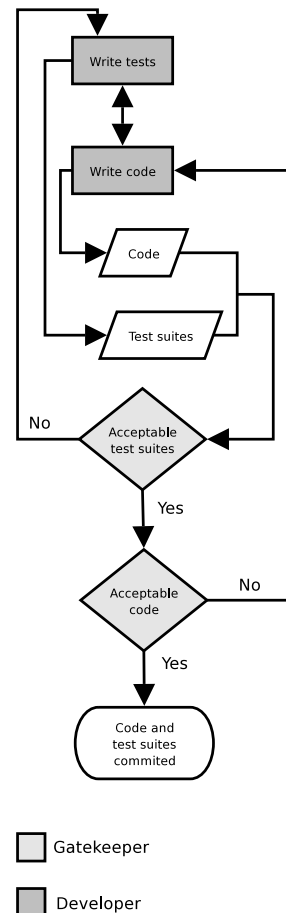 Write tests
Write code
Code
Test suites
No
Acceptable
test suites
Yes
Acceptable
code
No
Yes
Code and
test suites
commited
Gatekeeper
Developer